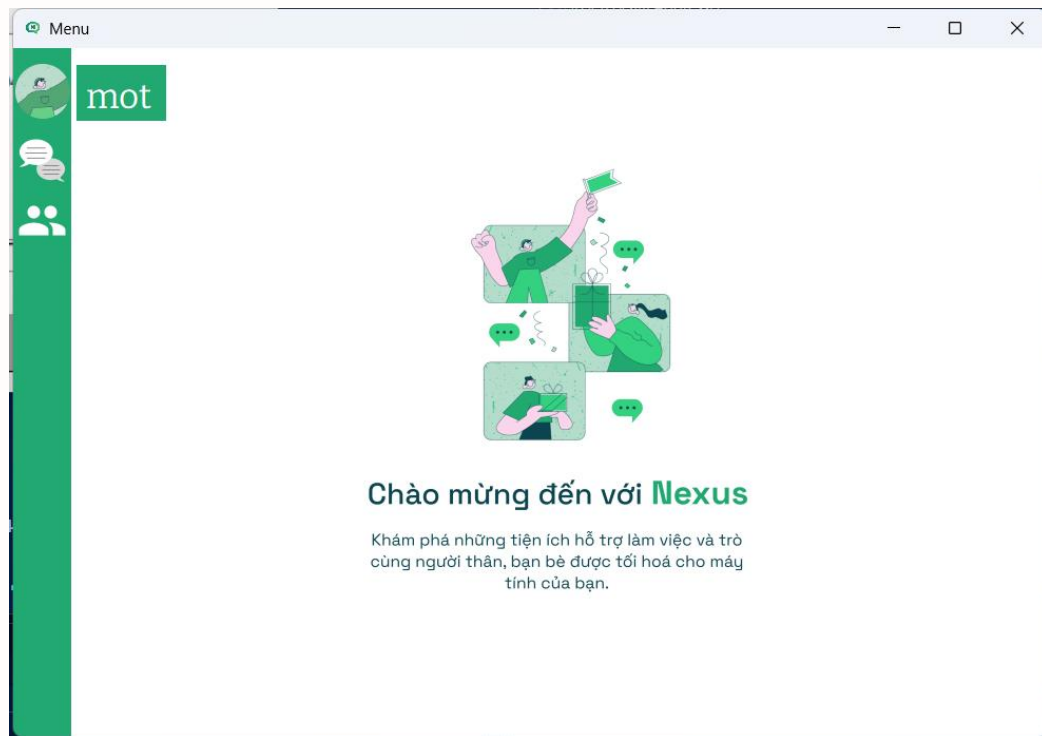 Menu
mot
Chào mừng đến với Nexus
Khám phá những tiện ích hỗ trợ làm việc và trò
cùng người thân, bạn bè được tối hoá cho máy
tính của bạn.